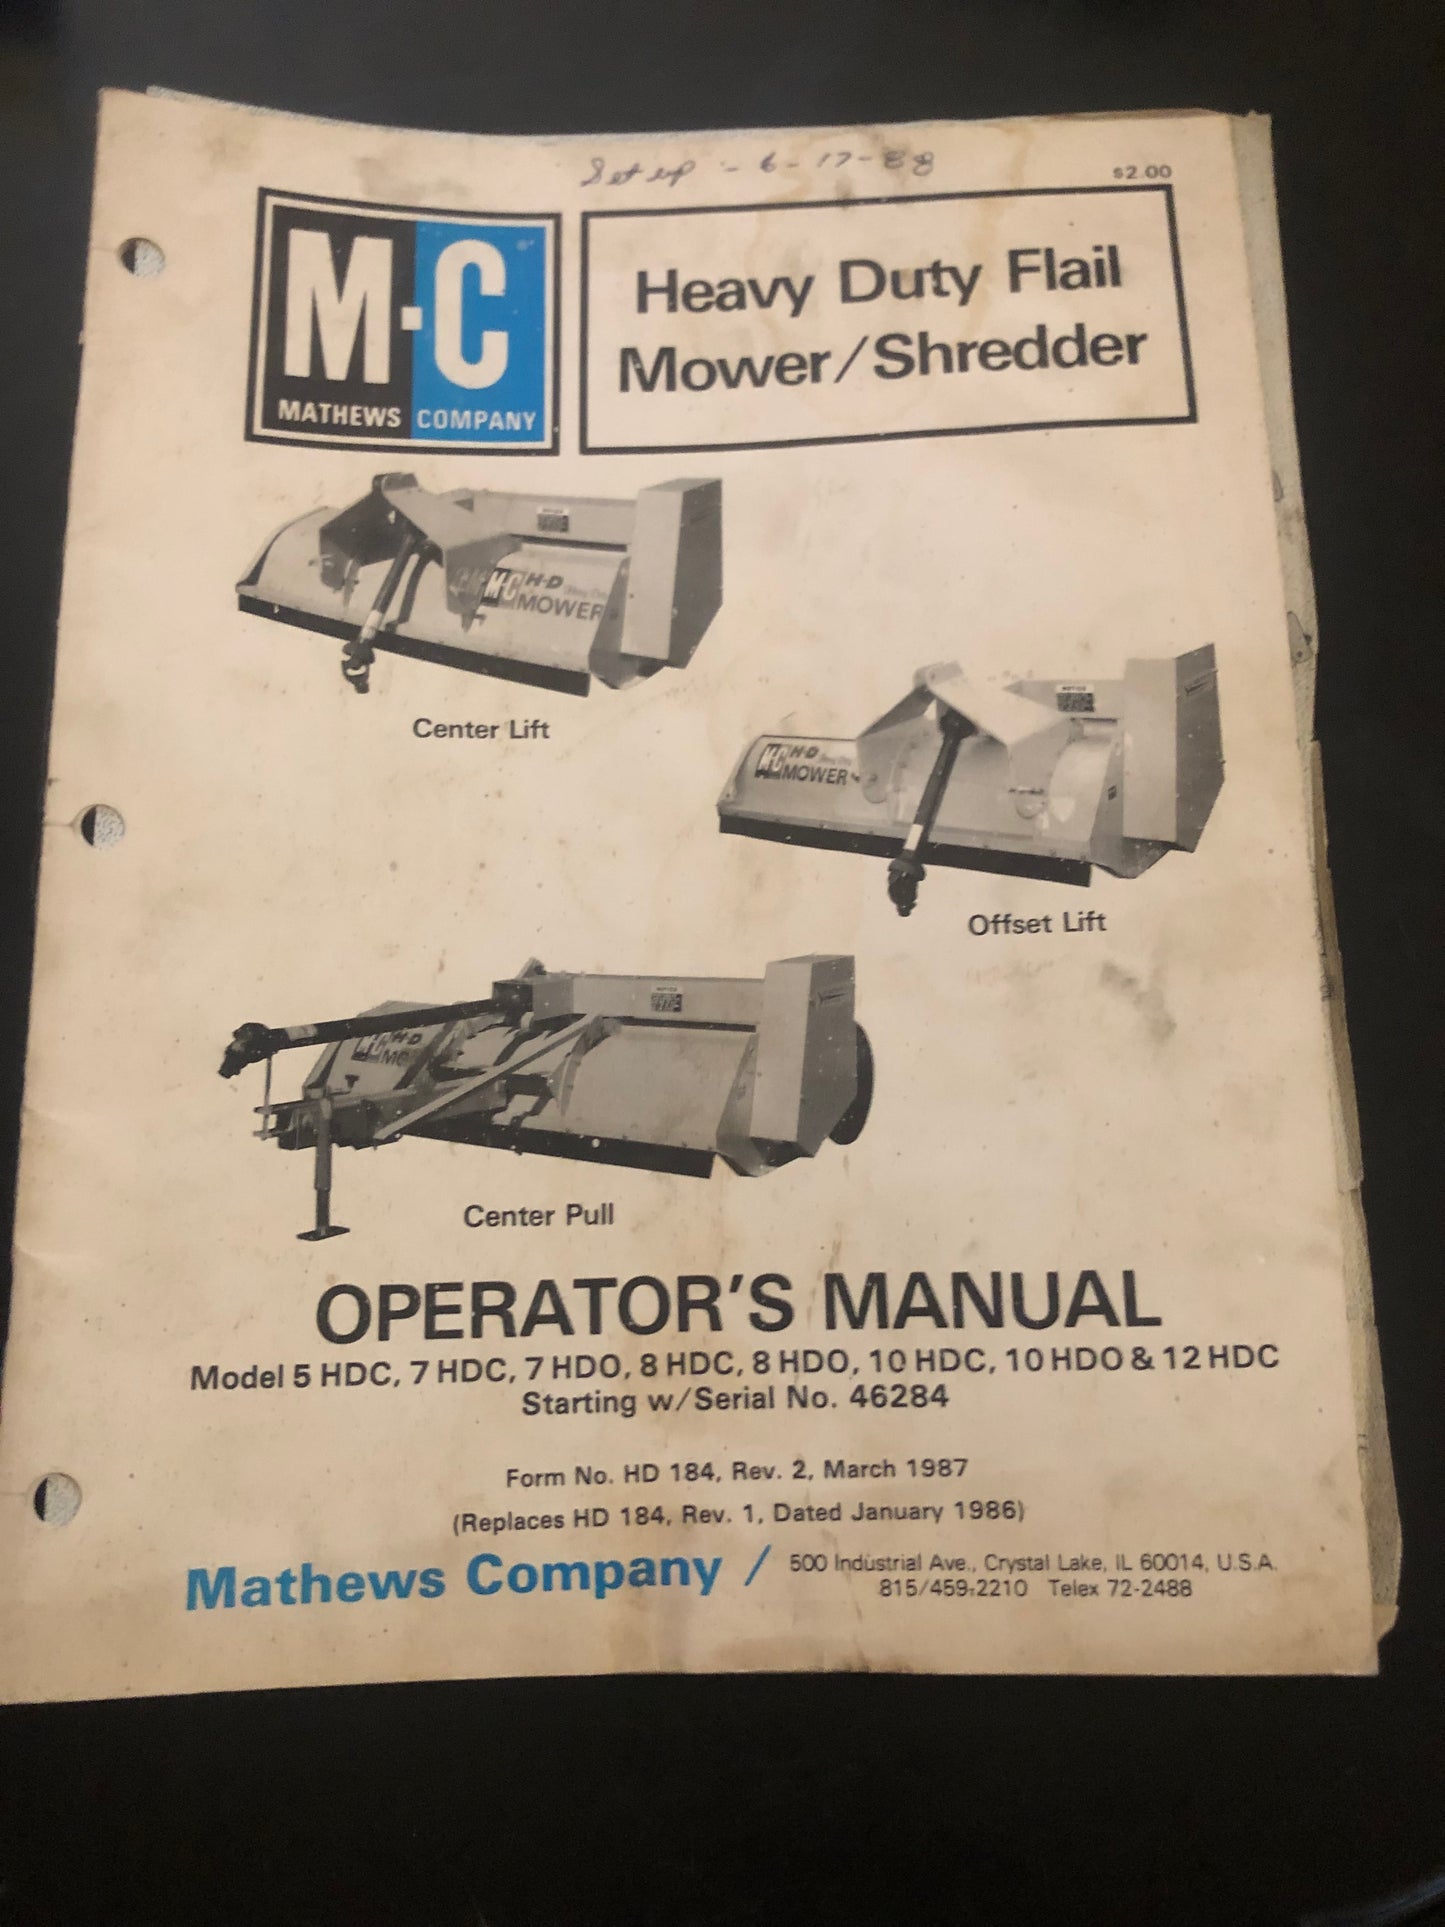 Set up - 6-17-88
$2.00
M-C
MATHEWS COMPANY
Heavy Duty Flail
Mower/Shredder
NOTICE
M-C H-D
MOWER
Center Lift
NOTICE
M-C H-D
MOWER
Offset Lift
NOTICE
M-C H-D
MO
Center Pull
OPERATOR'S MANUAL
Model 5 HDC, 7 HDC, 7 HDO, 8 HDC, 8 HDO, 10 HDC, 10 HDO & 12 HDC
Starting w/Serial No. 46284
Form No. HD 184, Rev. 2, March 1987
(Replaces HD 184, Rev. 1, Dated January 1986)
Mathews Company / 500 Industrial Ave., Crystal Lake, IL 60014, U.S.A.
815/459-2210 Telex 72-2488